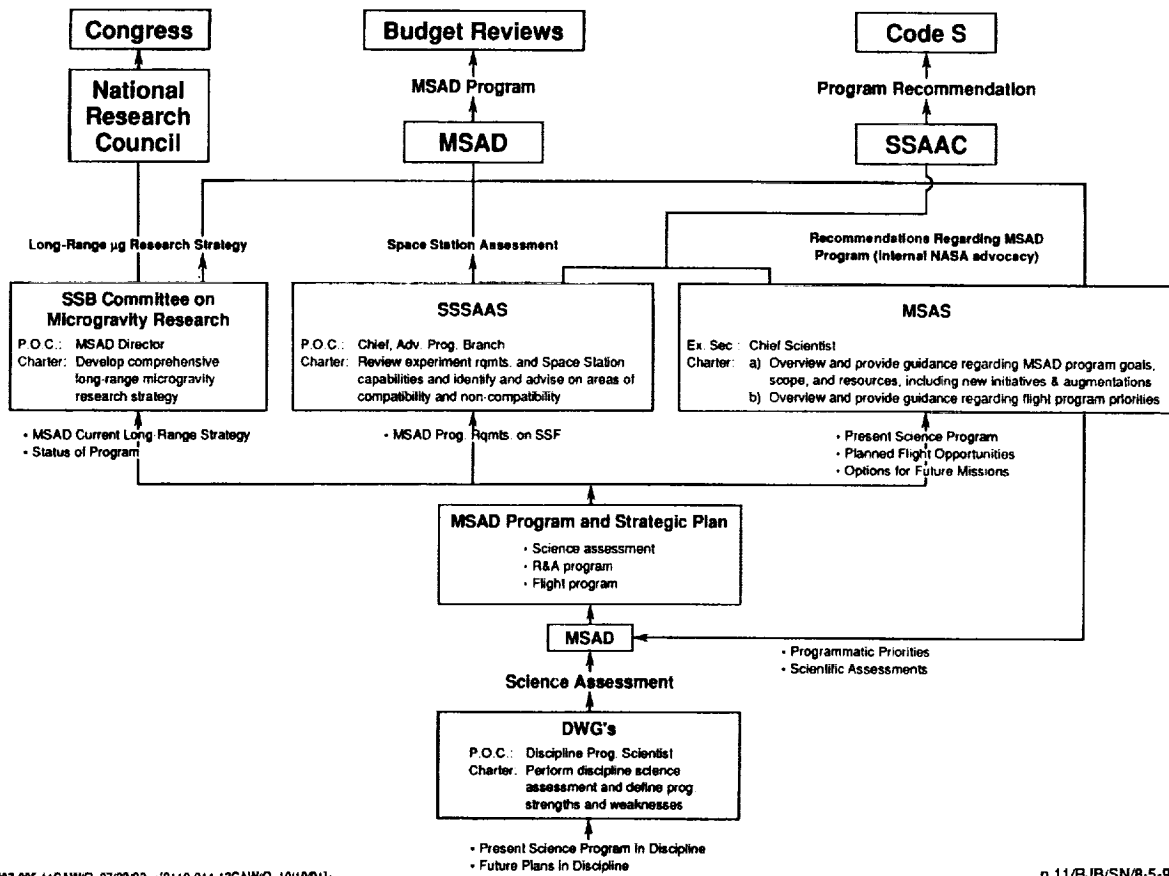 Congress
Budget Reviews
Code S
National
Research
Council
MSAD Program
Program Recommendation
MSAD
SSAAC
Long-Range µg Research Strategy
Space Station Assessment
Recommendations Regarding MSAD
Program (Internal NASA advocacy)
SSB Committee on
Microgravity Research
P.O.C.: MSAD Director
Charter: Develop comprehensive
long-range microgravity
research strategy
SSSAAS
P.O.C.: Chief, Adv. Prog. Branch
Charter: Review experiment rqmts. and Space Station
capabilities and identify and advise on areas of
compatibility and non-compatibility
MSAS
Ex. Sec : Chief Scientist
Charter: a) Overview and provide guidance regarding MSAD program goals,
scope, and resources, including new initiatives & augmentations
b) Overview and provide guidance regarding flight program priorities
• MSAD Current Long-Range Strategy
• Status of Program
• MSAD Prog. Rqmts. on SSF
• Present Science Program
• Planned Flight Opportunities
• Options for Future Missions
MSAD Program and Strategic Plan
• Science assessment
• R&A program
• Flight program
MSAD
• Programmatic Priorities
• Scientific Assessments
Science Assessment
DWG's
P.O.C.: Discipline Prog. Scientist
Charter: Perform discipline science
assessment and define prog.
strengths and weaknesses
• Present Science Program in Discipline
• Future Plans in Discipline